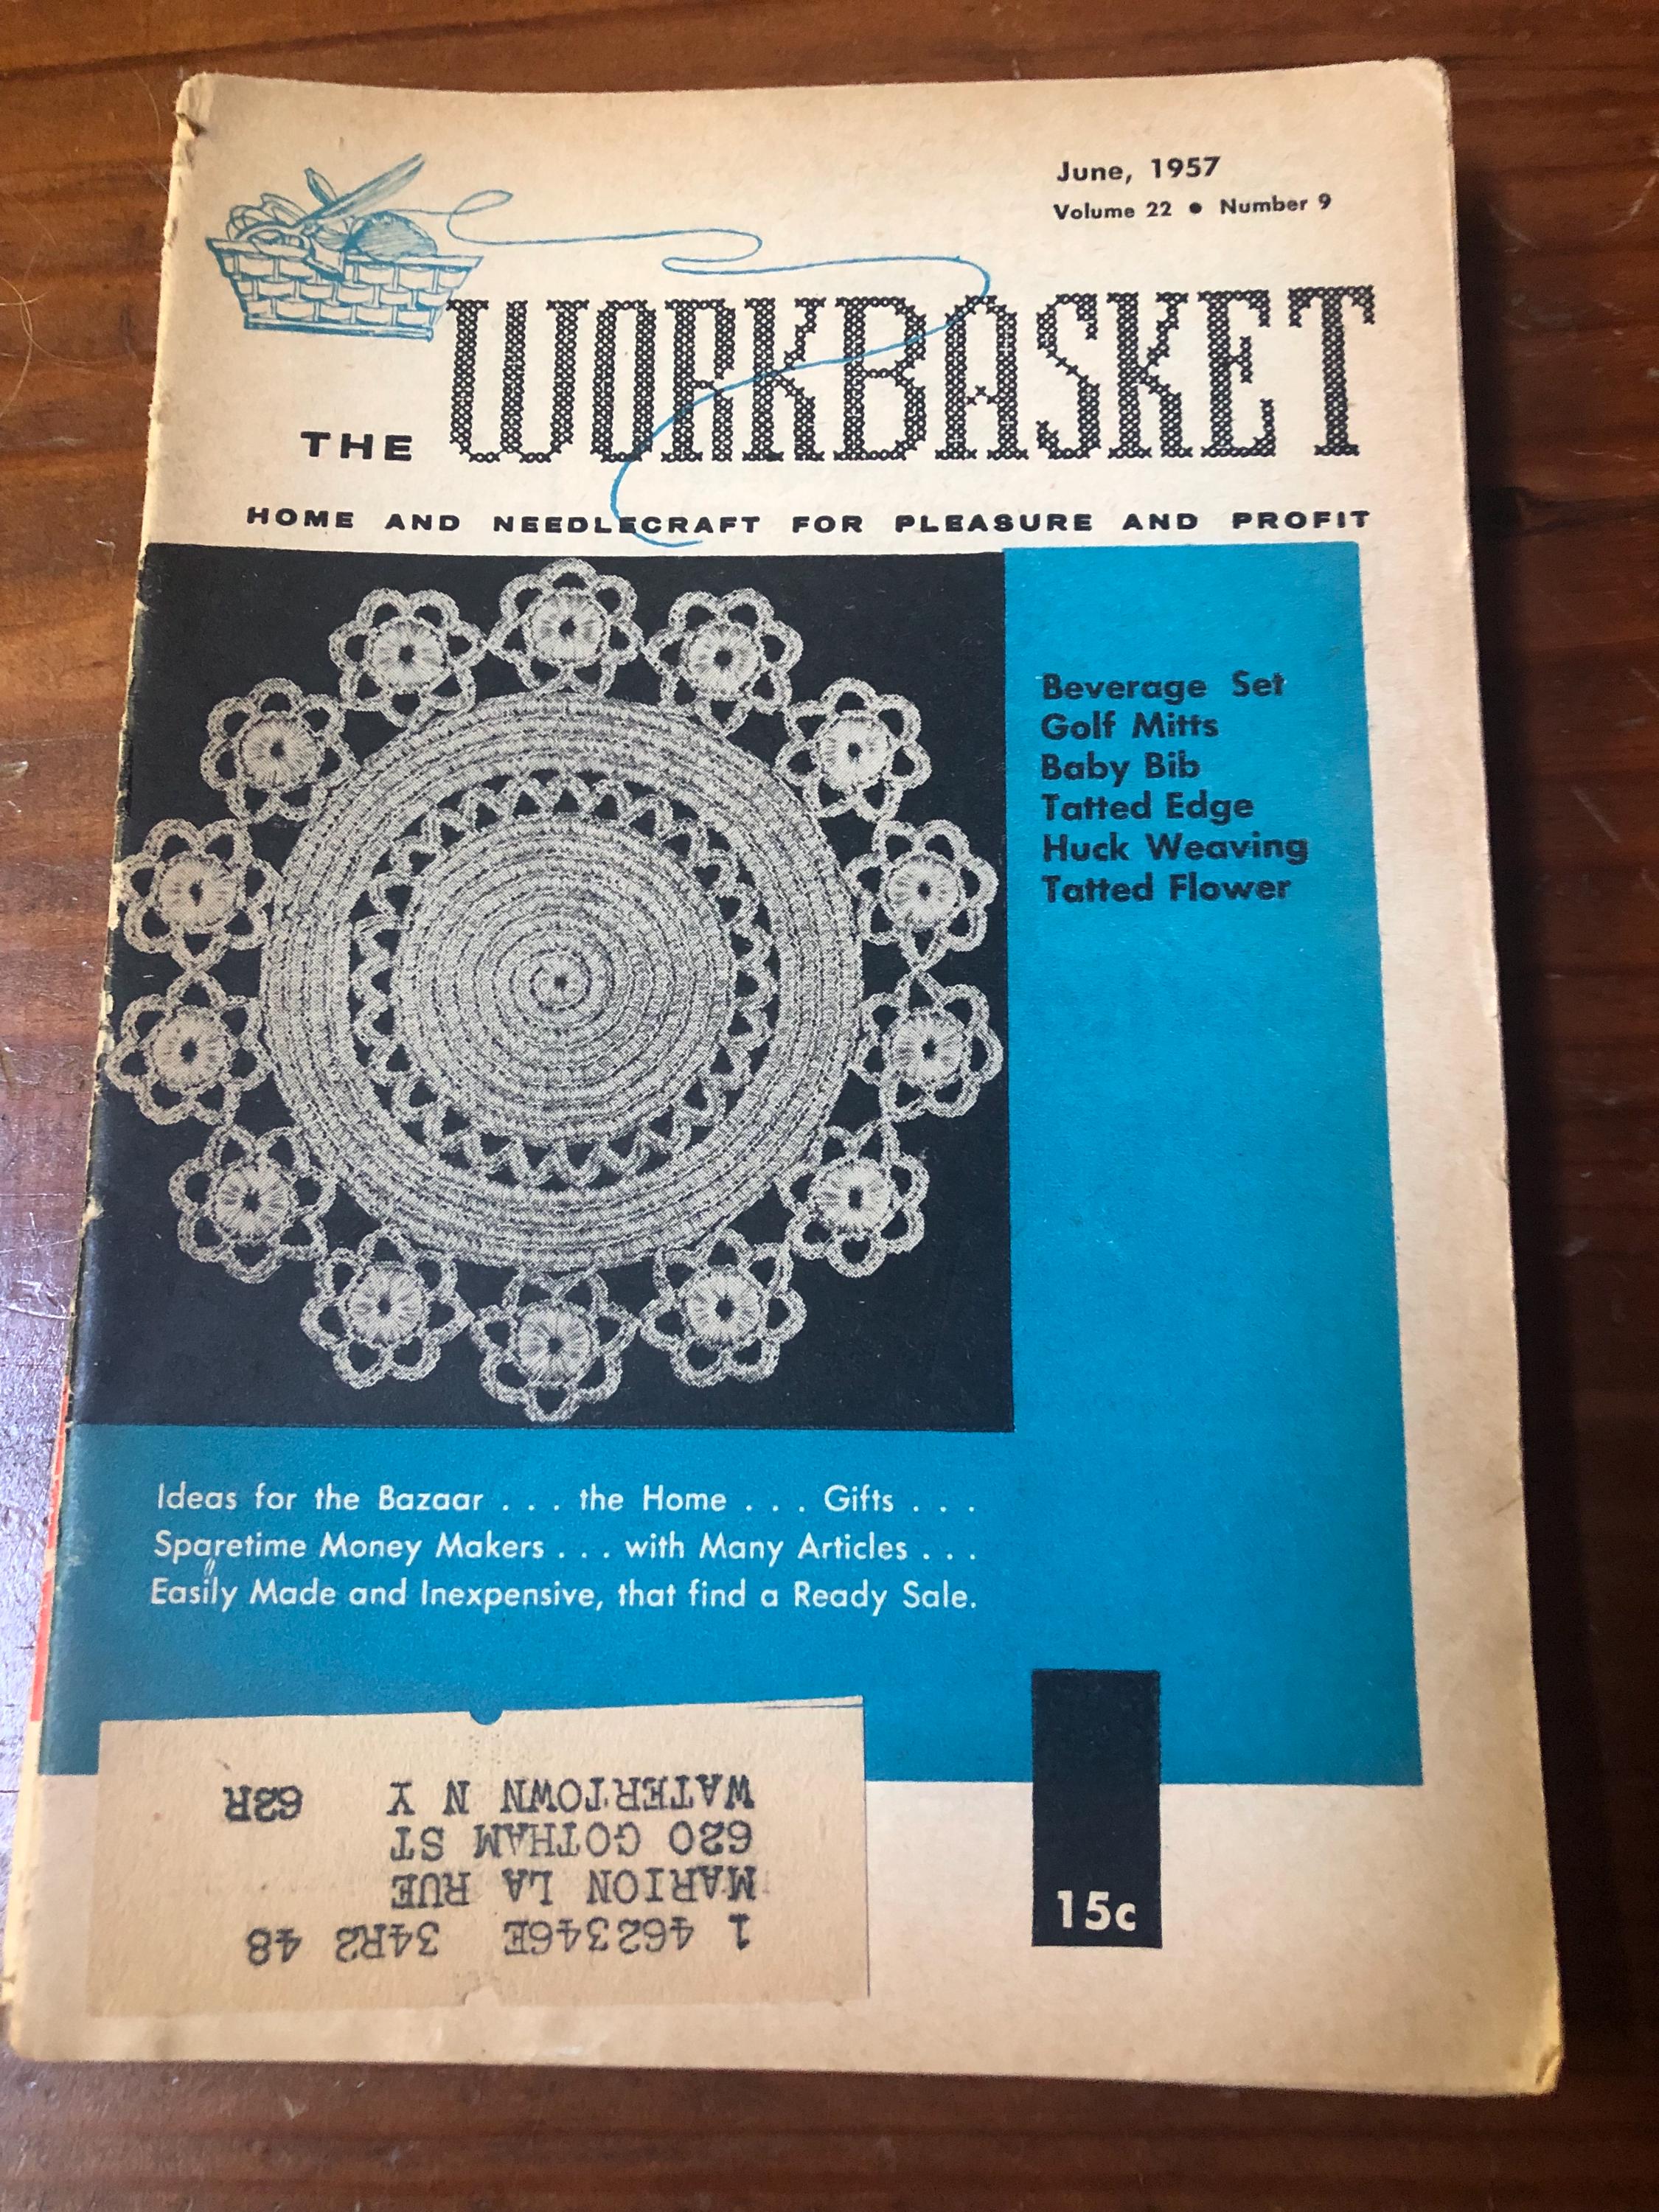 June, 1957
Volume 22 • Number 9
THE WORKBASKET
HOME AND NEEDLECRAFT FOR PLEASURE AND PROFIT
Beverage Set
Golf Mitts
Baby Bib
Tatted Edge
Huck Weaving
Tatted Flower
Ideas for the Bazaar . . . the Home . . . Gifts . . .
Sparetime Money Makers . . . with Many Articles . . .
Easily Made and Inexpensive, that find a Ready Sale.
15c
1 462346E 34R2 48
MARION LA RUE
620 GOTHAM ST
WATERTOWN N Y 62R